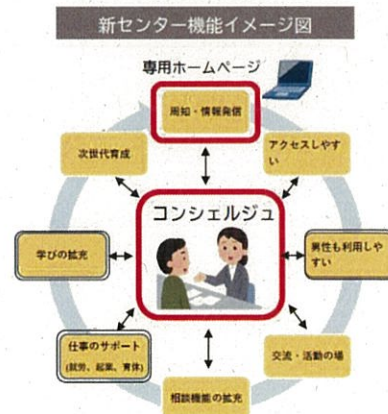 新センター機能イメージ図
専用ホームページ
周知・情報発信
次世代育成
アクセスしやす
い
コンシェルジュ
学びの拡充
男性も利用しや
すい
仕事のサポート
(就労、起業、育休)
交流・活動の場
相談機能の拡充